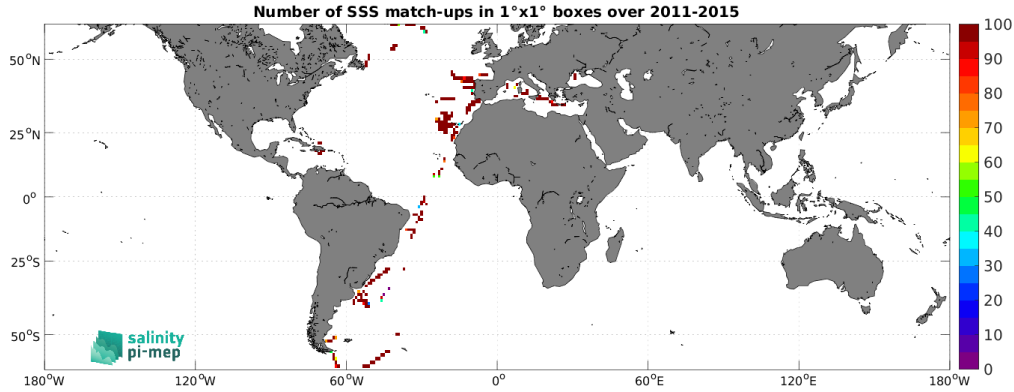 Number of SSS match-ups in 1°x1° boxes over 2011-2015
50°N
25°N
0°
25°S
50°S
180°W
120°W
60°W
0°
60°E
120°E
180°W
100
90
80
70
60
50
40
30
20
10
0
salinity
pi-mep